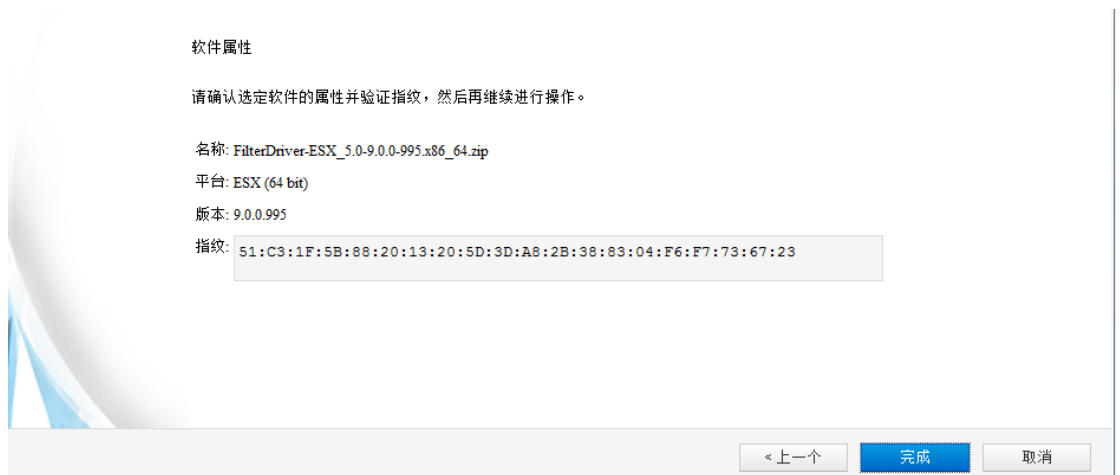 软件属性
请确认选定软件的属性并验证指纹，然后再继续进行操作。
名称: FilterDriver-ESX_5.0-9.0.0-995.x86_64.zip
平台: ESX (64 bit)
版本: 9.0.0.995
指纹: 51:C3:1F:5B:88:20:13:20:5D:3D:A8:2B:38:83:04:F6:F7:73:67:23
<上一个 完成 取消